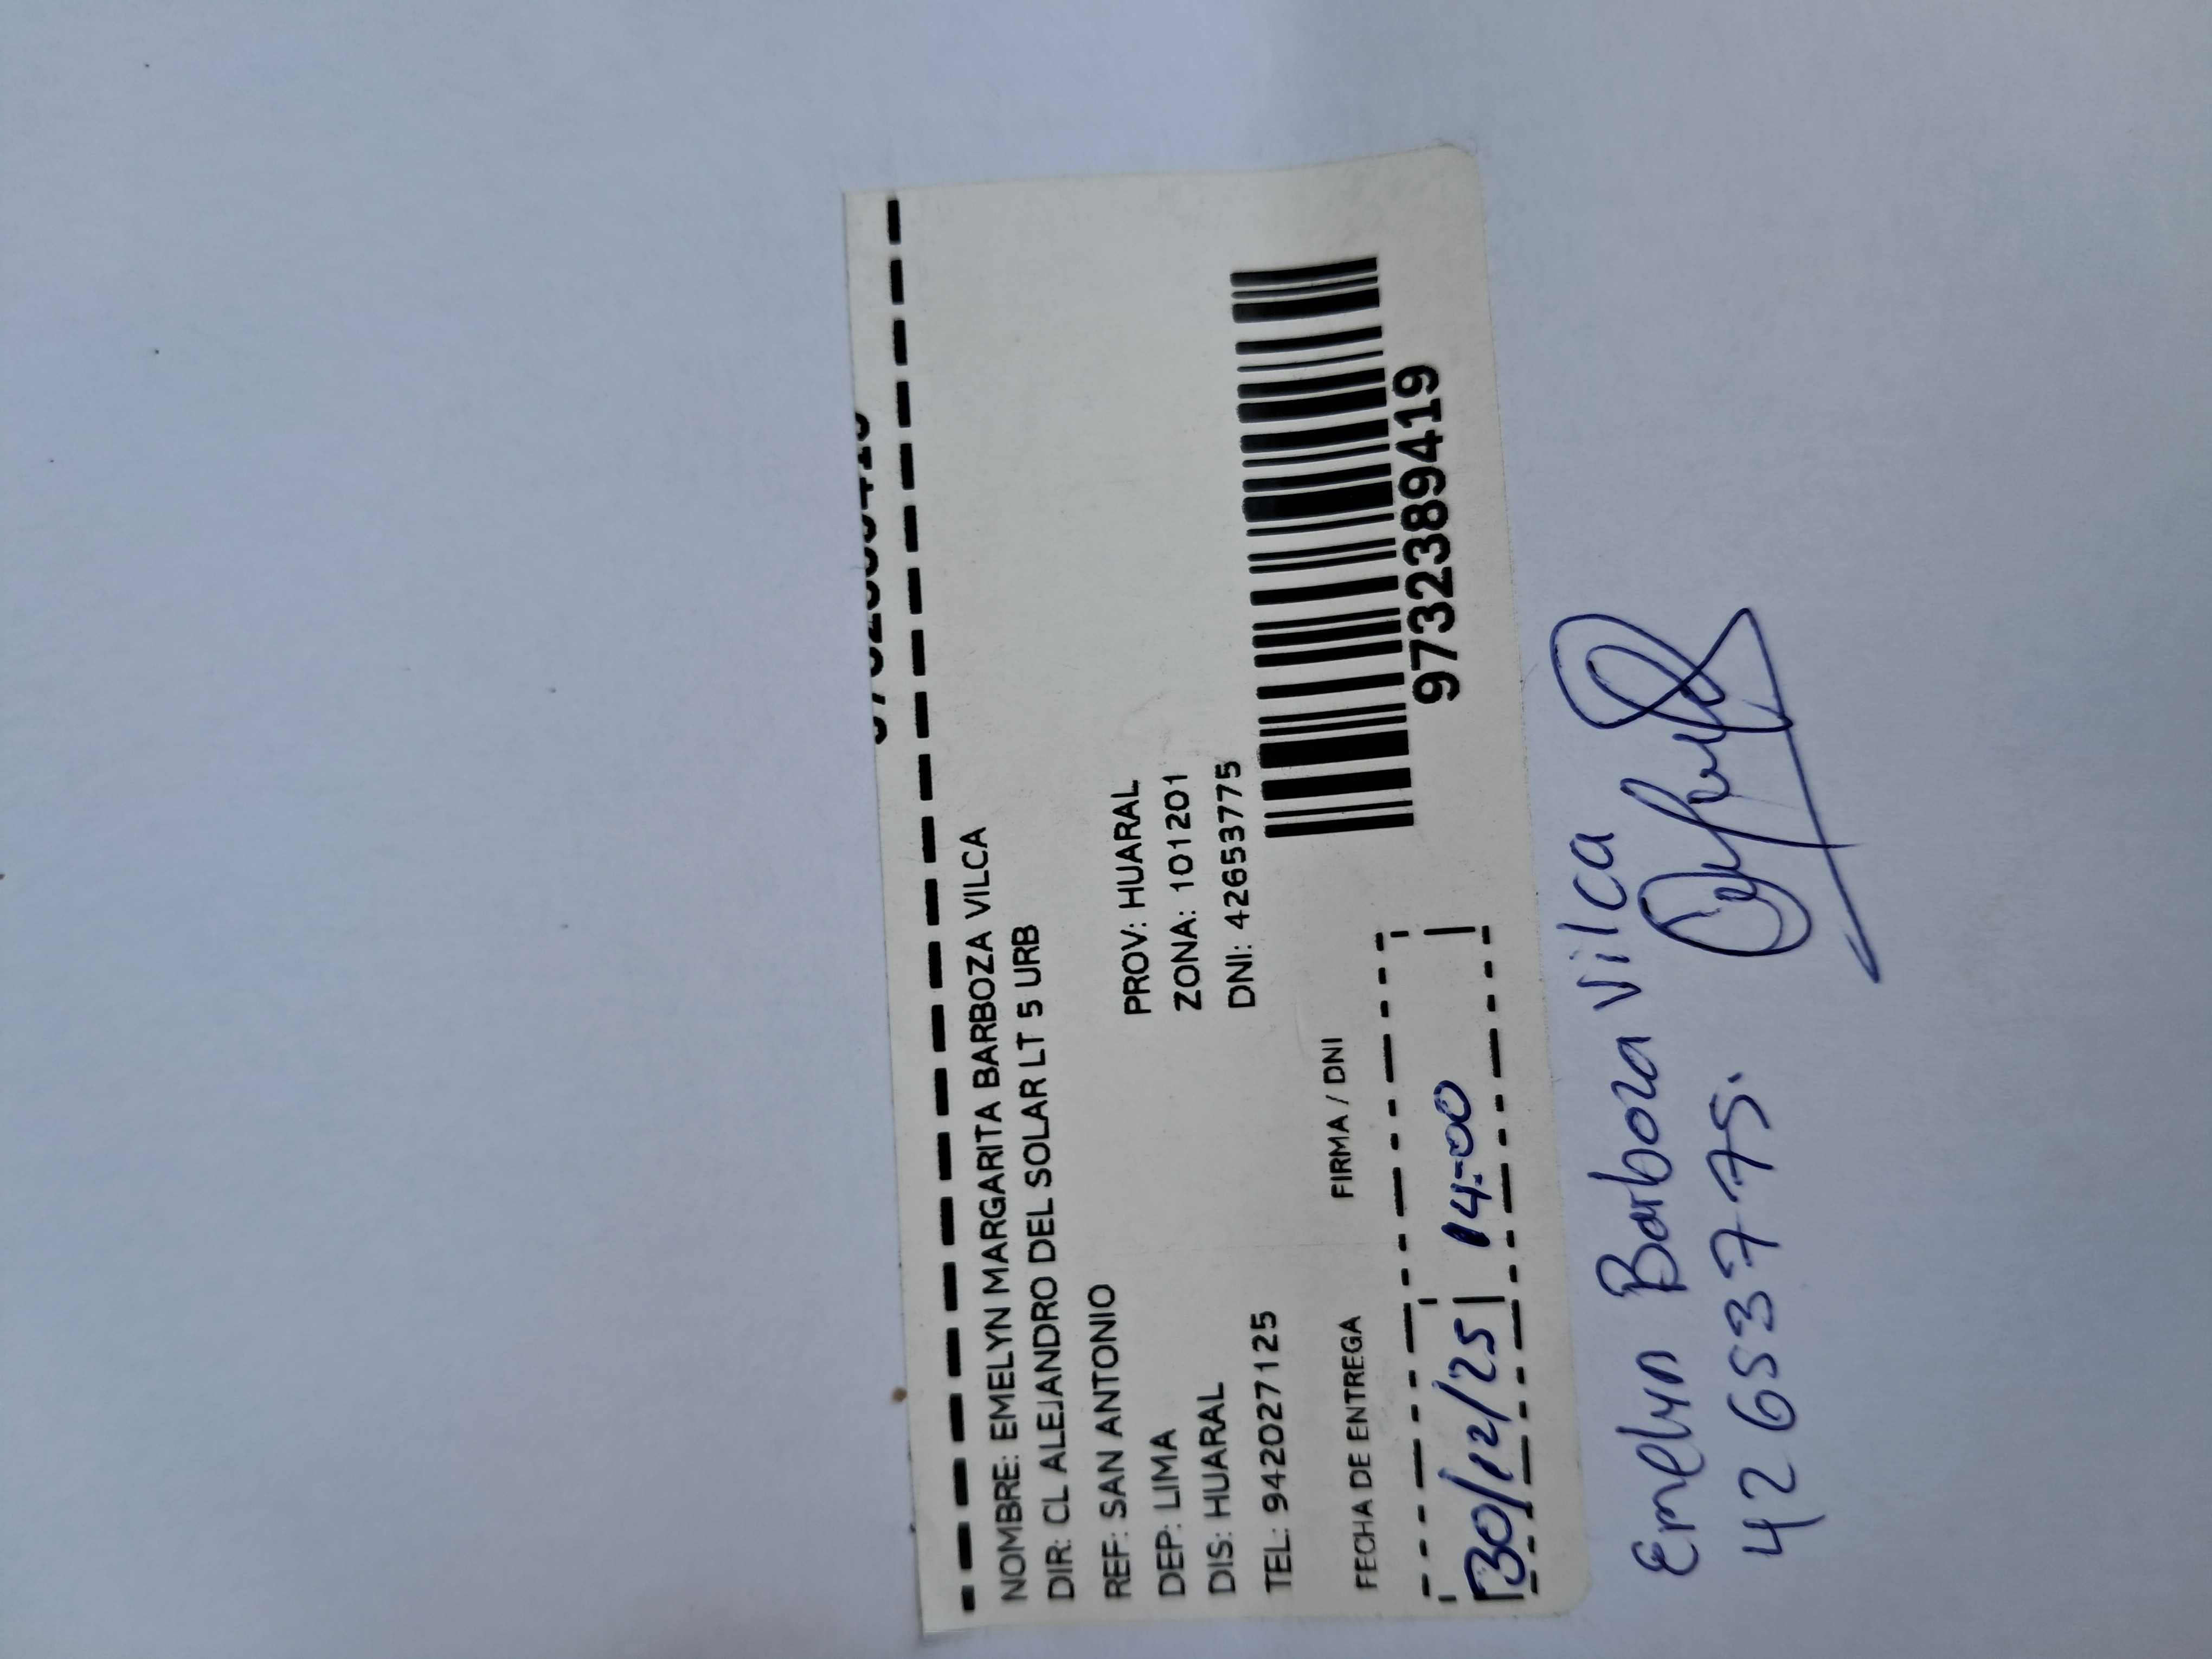 NOMBRE: EMELYN MARGARITA BARBOZA VILCA
DIR: CL ALEJANDRO DEL SOLAR LT 5 URB
REF: SAN ANTONIO
DEP: LIMA PROV: HUARAL
DIS: HUARAL ZONA: 101201
TEL: 942027125 DNI: 42653775
FECHA DE ENTREGA FIRMA / DNI
30/12/25 14:00
97323894​19
Emelyn Barboza Vilca
42653775.